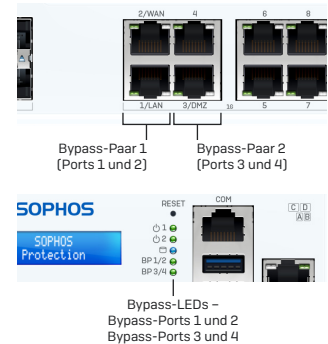 2/WAN 4 6 8
1/LAN 3/DMZ 16 5 7
Bypass-Paar 1
(Ports 1 und 2)
Bypass-Paar 2
(Ports 3 und 4)
SOPHOS
RESET
COM
C D
A B
SOPHOS
Protection
1
2
BP 1/2
BP 3/4
Bypass-LEDs –
Bypass-Ports 1 und 2
Bypass-Ports 3 und 4